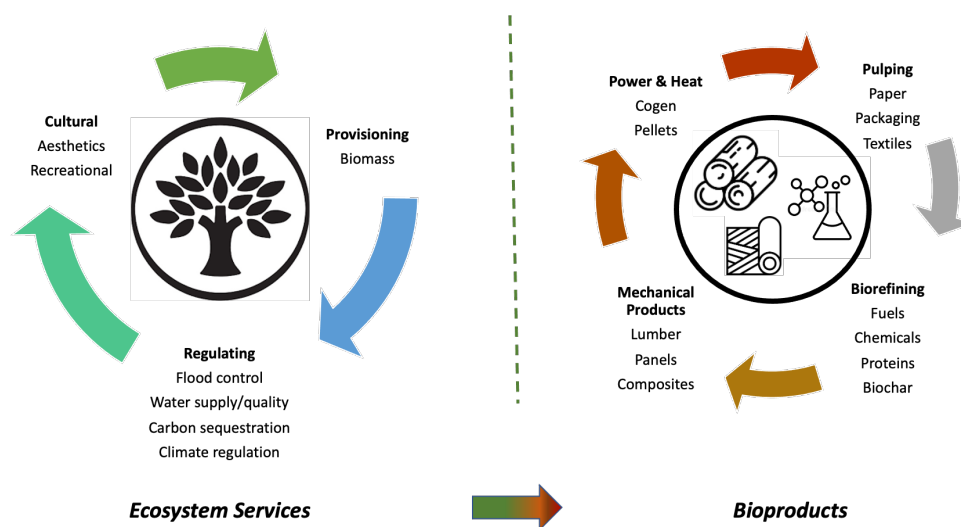 Cultural
Aesthetics
Recreational
Provisioning
Biomass
Regulating
Flood control
Water supply/quality
Carbon sequestration
Climate regulation
Ecosystem Services
Power & Heat
Cogen
Pellets
Pulping
Paper
Packaging
Textiles
Mechanical
Products
Lumber
Panels
Composites
Biorefining
Fuels
Chemicals
Proteins
Biochar
Bioproducts